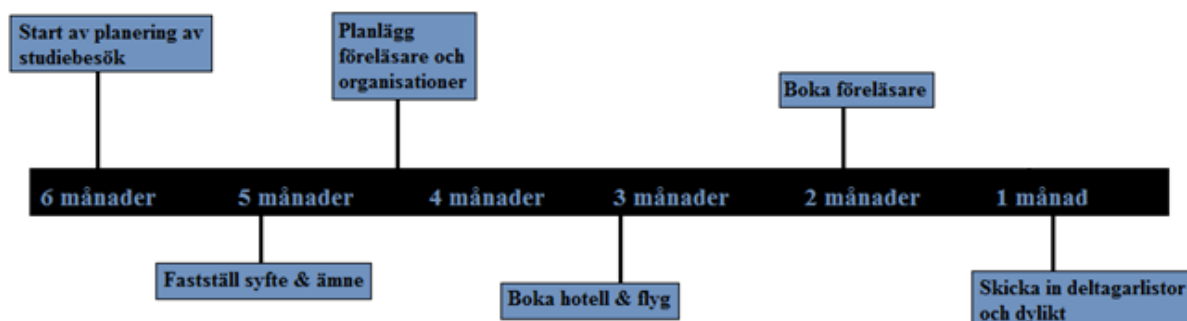 Start av planering av
studiebesök
Planlägg
föreläsare och
organisationer
Boka föreläsare
6 månader
5 månader
4 månader
3 månader
2 månader
1 månad
Fastställ syfte & ämne
Boka hotell & flyg
Skicka in deltagarlistor
och dylikt